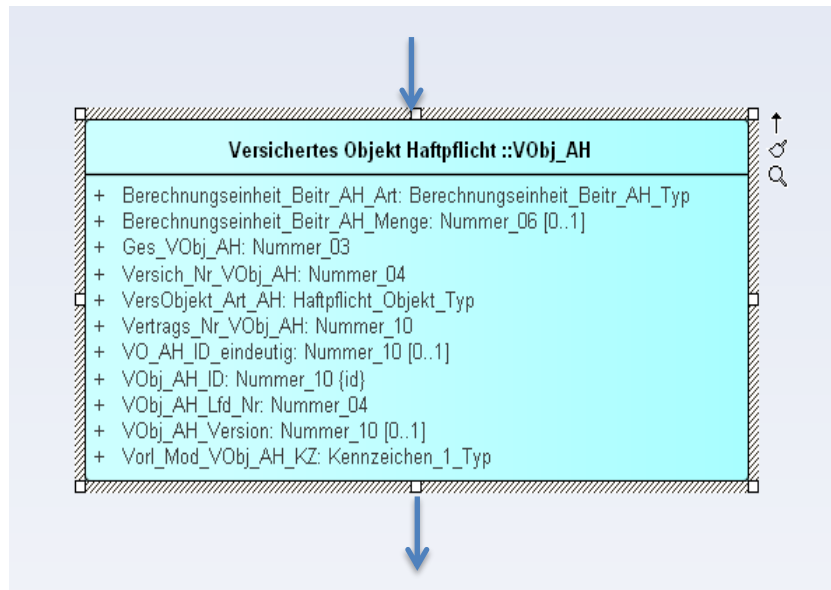 Versichertes Objekt Haftpflicht ::VObj_AH
+ Berechnungseinheit_Beitr_AH_Art: Berechnungseinheit_Beitr_AH_Typ
+ Berechnungseinheit_Beitr_AH_Menge: Nummer_06 [0..1]
+ Ges_VObj_AH: Nummer_03
+ Versich_Nr_VObj_AH: Nummer_04
+ VersObjekt_Art_AH: Haftpflicht_Objekt_Typ
+ Vertrags_Nr_VObj_AH: Nummer_10
+ VO_AH_ID_eindeutig: Nummer_10 [0..1]
+ VObj_AH_ID: Nummer_10 {id}
+ VObj_AH_Lfd_Nr: Nummer_04
+ VObj_AH_Version: Nummer_10 [0..1]
+ Vorl_Mod_VObj_AH_KZ: Kennzeichen_1_Typ